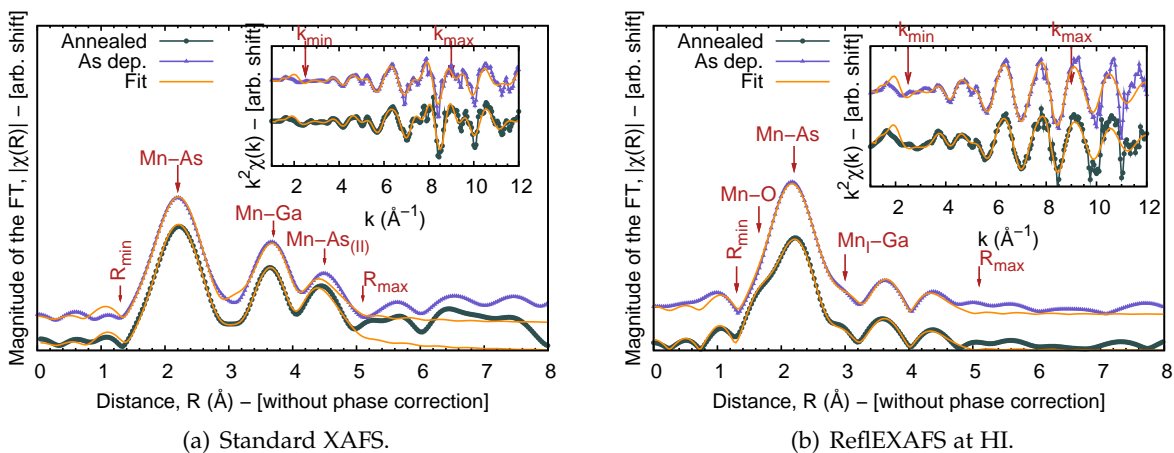 Magnitude of the FT, |χ(R)| − [arb. shift]
Annealed
As dep.
Fit
k²χ(k) − [arb. shift]
k_min
k_max
2 4 6 8 10 12
k (Å⁻¹)
R_min
Mn−As
Mn−Ga
Mn−As_(II)
R_max
0 1 2 3 4 5 6 7 8
Distance, R (Å) − [without phase correction]
(a) Standard XAFS.
Magnitude of the FT, |χ(R)| − [arb. shift]
Annealed
As dep.
Fit
k²χ(k) − [arb. shift]
k_min
k_max
2 4 6 8 10 12
k (Å⁻¹)
R_min
Mn−O
Mn−As
Mn_I−Ga
R_max
0 1 2 3 4 5 6 7 8
Distance, R (Å) − [without phase correction]
(b) ReflEXAFS at HI.